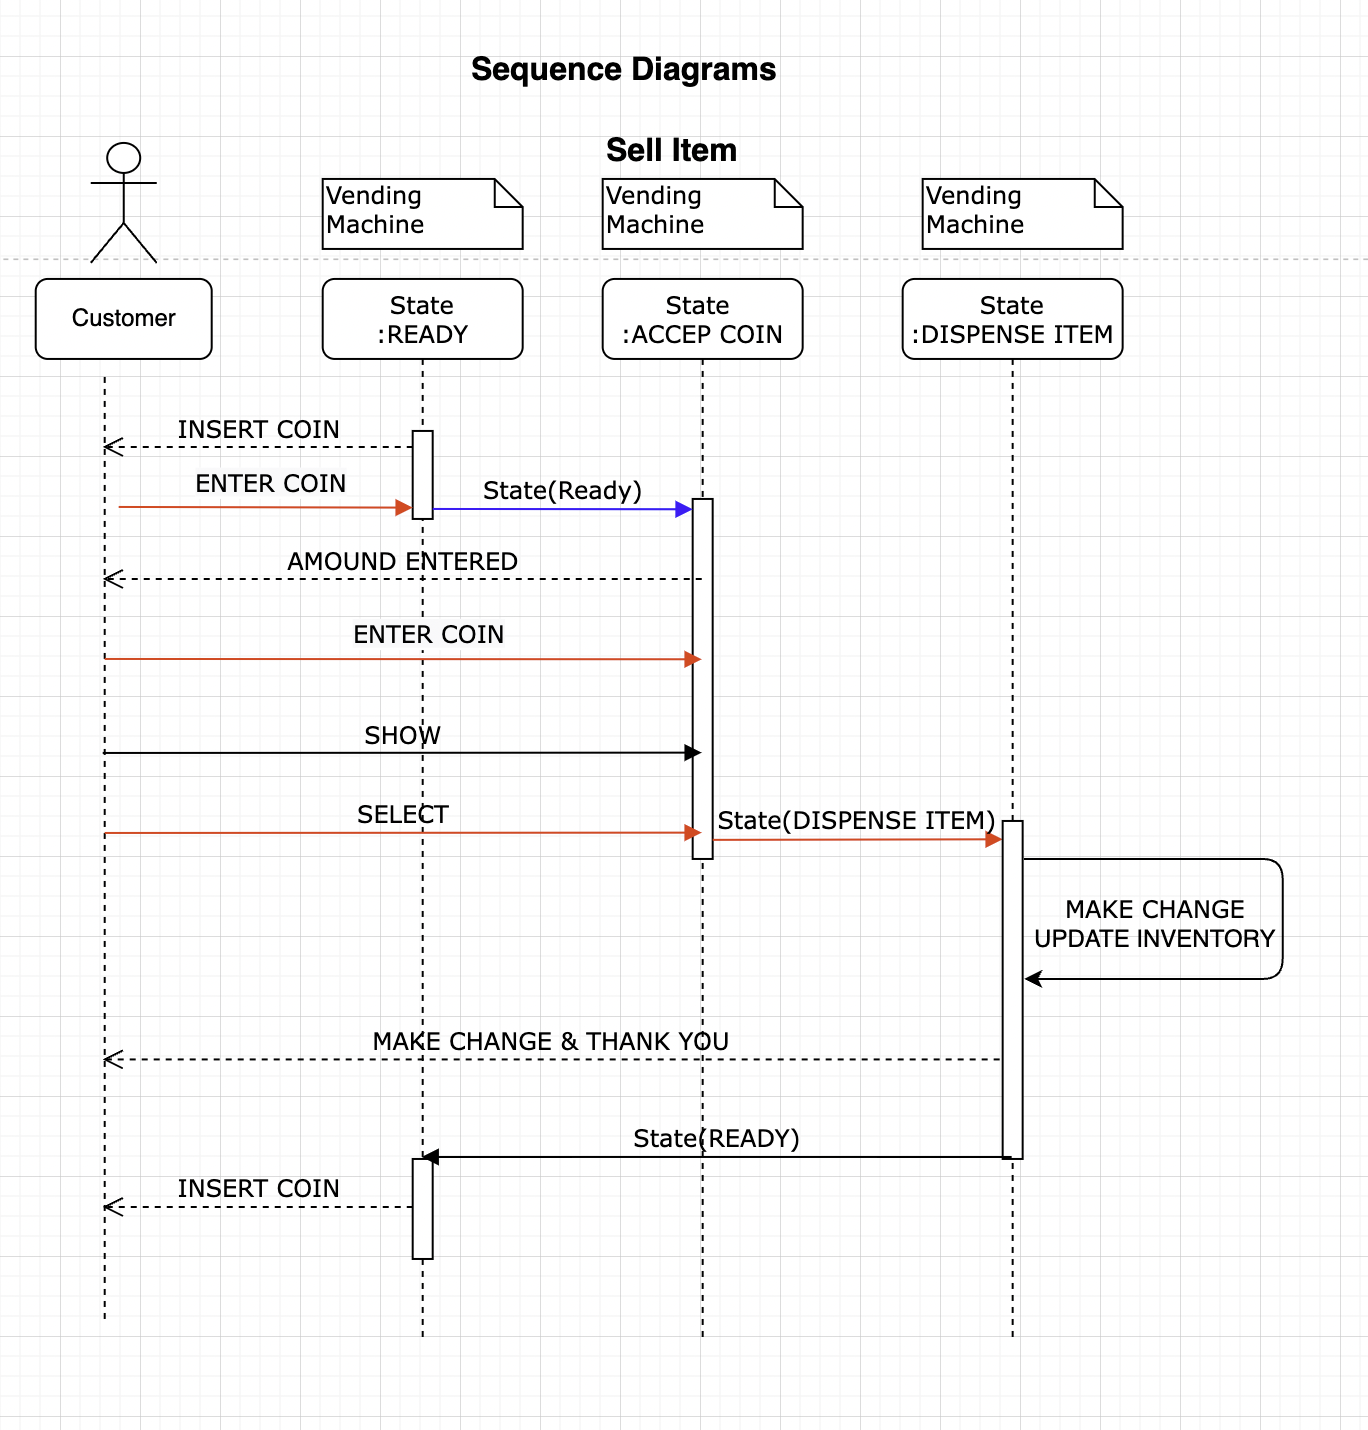 Sequence Diagrams
Sell Item
Vending
Machine
Vending
Machine
Vending
Machine
Customer
State
:READY
State
:ACCEP COIN
State
:DISPENSE ITEM
INSERT COIN
ENTER COIN
State(Ready)
AMOUND ENTERED
ENTER COIN
SHOW
SELECT
State(DISPENSE ITEM)
MAKE CHANGE
UPDATE INVENTORY
MAKE CHANGE & THANK YOU
State(READY)
INSERT COIN